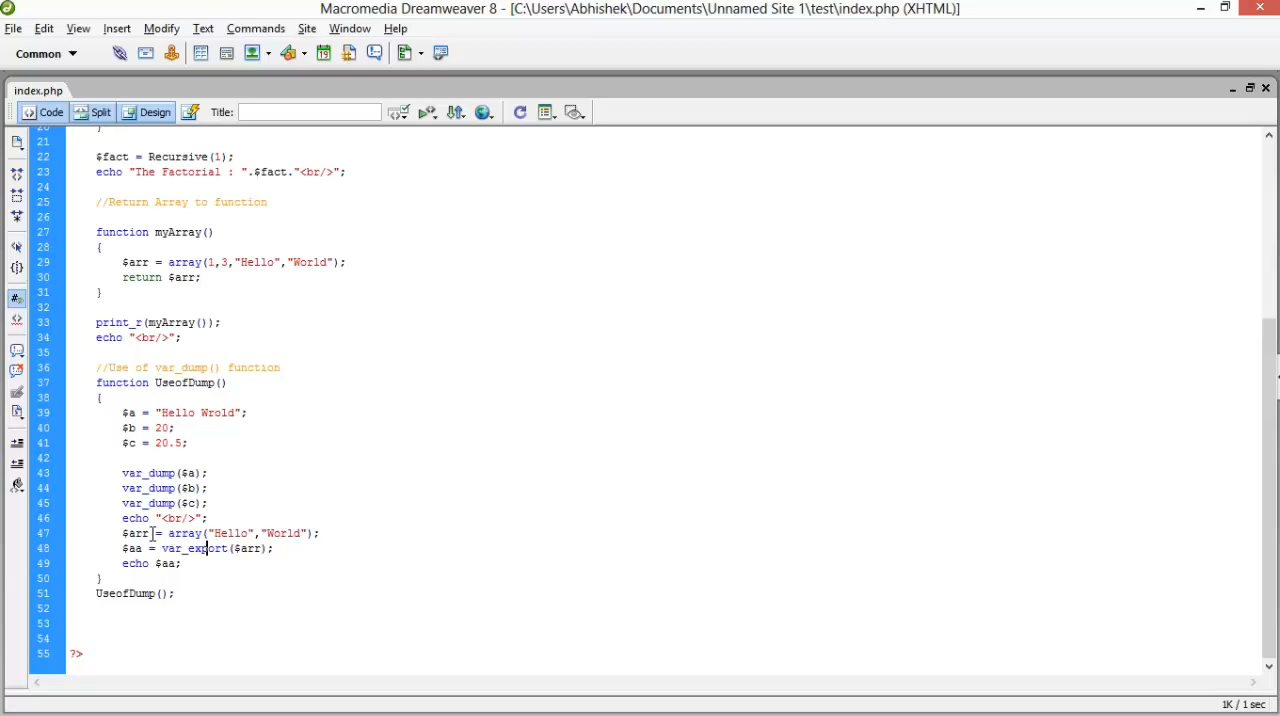 Macromedia Dreamweaver 8 - [C:\Users\Abhishek\Documents\Unnamed Site 1\test\index.php (XHTML)]
File Edit View Insert Modify Text Commands Site Window Help
Common
index.php
Code Split Design Title:
20 }
21
22 $fact = Recursive(1);
23 echo "The Factorial : ".$fact."<br/>";
24
25 //Return Array to function
26
27 function myArray()
28 {
29 $arr = array(1,3,"Hello","World");
30 return $arr;
31 }
32
33 print_r(myArray());
34 echo "<br/>";
35
36 //Use of var_dump() function
37 function UseofDump()
38 {
39 $a = "Hello Wrold";
40 $b = 20;
41 $c = 20.5;
42
43 var_dump($a);
44 var_dump($b);
45 var_dump($c);
46 echo "<br/>";
47 $arr = array("Hello","World");
48 $aa = var_export($arr);
49 echo $aa;
50 }
51 UseofDump();
52
53
54
55 ?>
1K / 1 sec